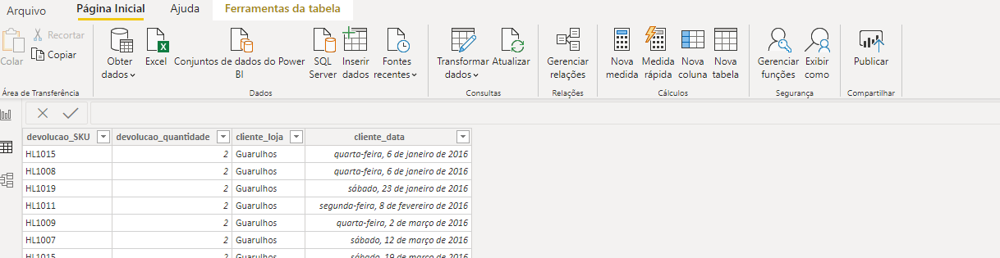 Arquivo Página Inicial Ajuda Ferramentas da tabela
Colar
Recortar
Copiar
Área de Transferência
Obter dados
Excel
Conjuntos de dados do Power BI
SQL Server
Inserir dados
Fontes recentes
Dados
Transformar dados
Atualizar
Consultas
Gerenciar relações
Relações
Nova medida
Medida rápida
Nova coluna
Nova tabela
Cálculos
Gerenciar funções
Exibir como
Segurança
Publicar
Compartilhar
devolucao_SKU devolucao_quantidade cliente_loja cliente_data
HL1015 2 Guarulhos quarta-feira, 6 de janeiro de 2016
HL1008 2 Guarulhos quarta-feira, 6 de janeiro de 2016
HL1019 2 Guarulhos sábado, 23 de janeiro de 2016
HL1011 2 Guarulhos segunda-feira, 8 de fevereiro de 2016
HL1009 2 Guarulhos quarta-feira, 2 de março de 2016
HL1007 2 Guarulhos sábado, 12 de março de 2016
HL1015 2 Guarulhos sábado, 19 de março de 2016